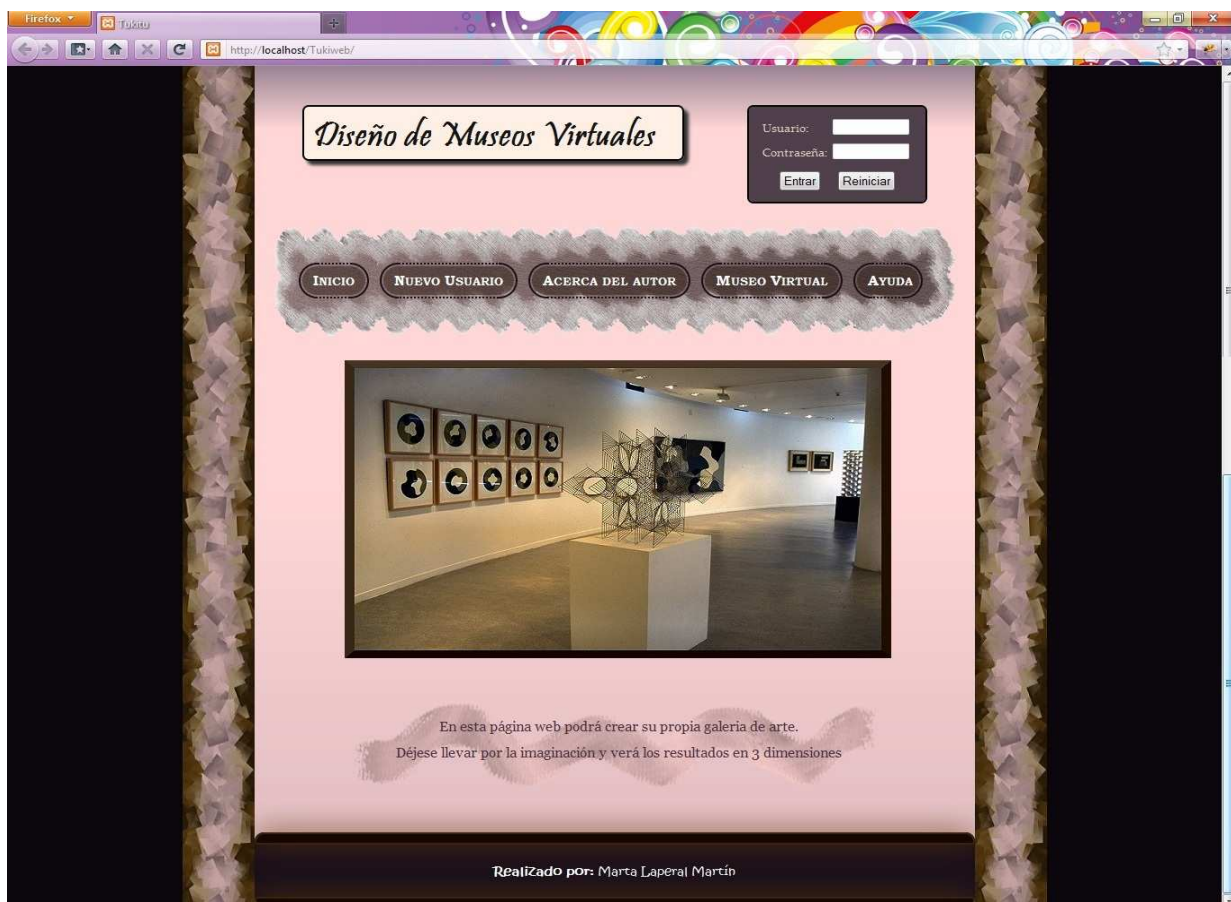 Firefox
Tukitu
http://localhost/Tukiweb/
Diseño de Museos Virtuales
Usuario:
Contraseña:
Entrar Reiniciar
INICIO NUEVO USUARIO ACERCA DEL AUTOR MUSEO VIRTUAL AYUDA
En esta página web podrá crear su propia galeria de arte.
Déjese llevar por la imaginación y verá los resultados en 3 dimensiones
Realizado por: Marta Laperal Martín